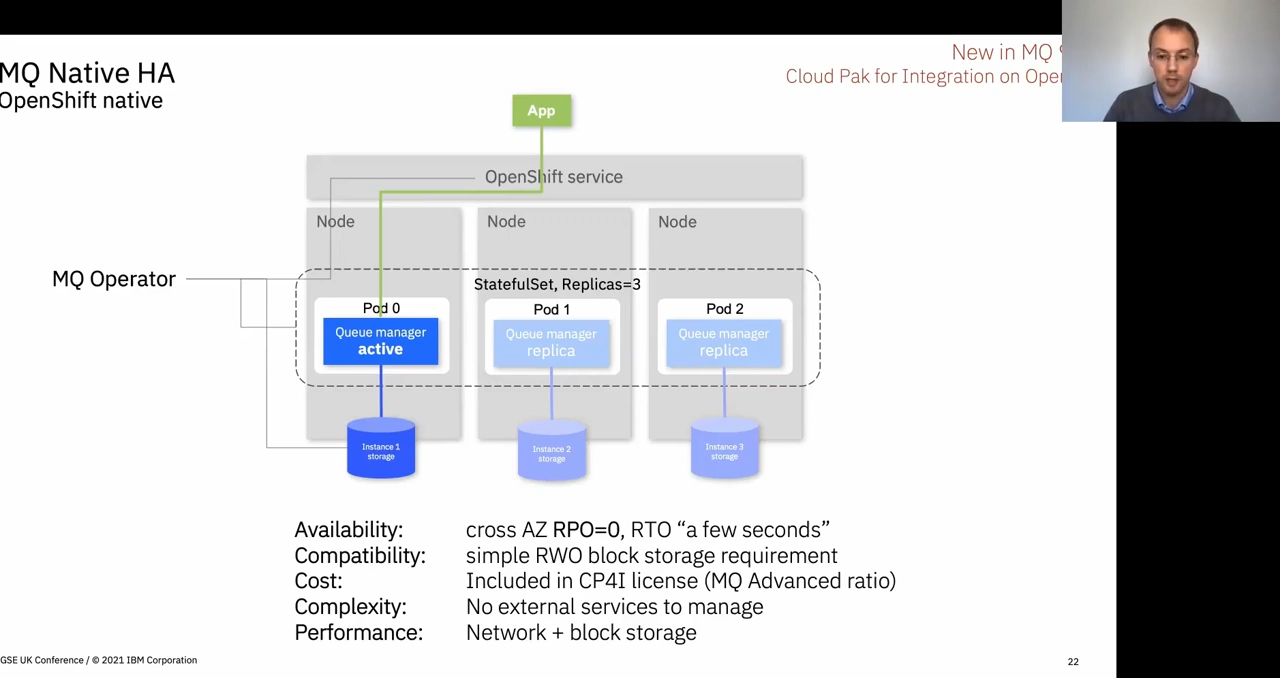 MQ Native HA
OpenShift native
New in MQ
Cloud Pak for Integration on
App
OpenShift service
Node
Node
Node
MQ Operator
StatefulSet, Replicas=3
Pod 0
Queue manager
active
Pod 1
Queue manager
replica
Pod 2
Queue manager
replica
Instance 1
storage
Instance 2
storage
Instance 3
storage
Availability: cross AZ RPO=0, RTO “a few seconds”
Compatibility: simple RWO block storage requirement
Cost: Included in CP4I license (MQ Advanced ratio)
Complexity: No external services to manage
Performance: Network + block storage
GSE UK Conference / © 2021 IBM Corporation
22